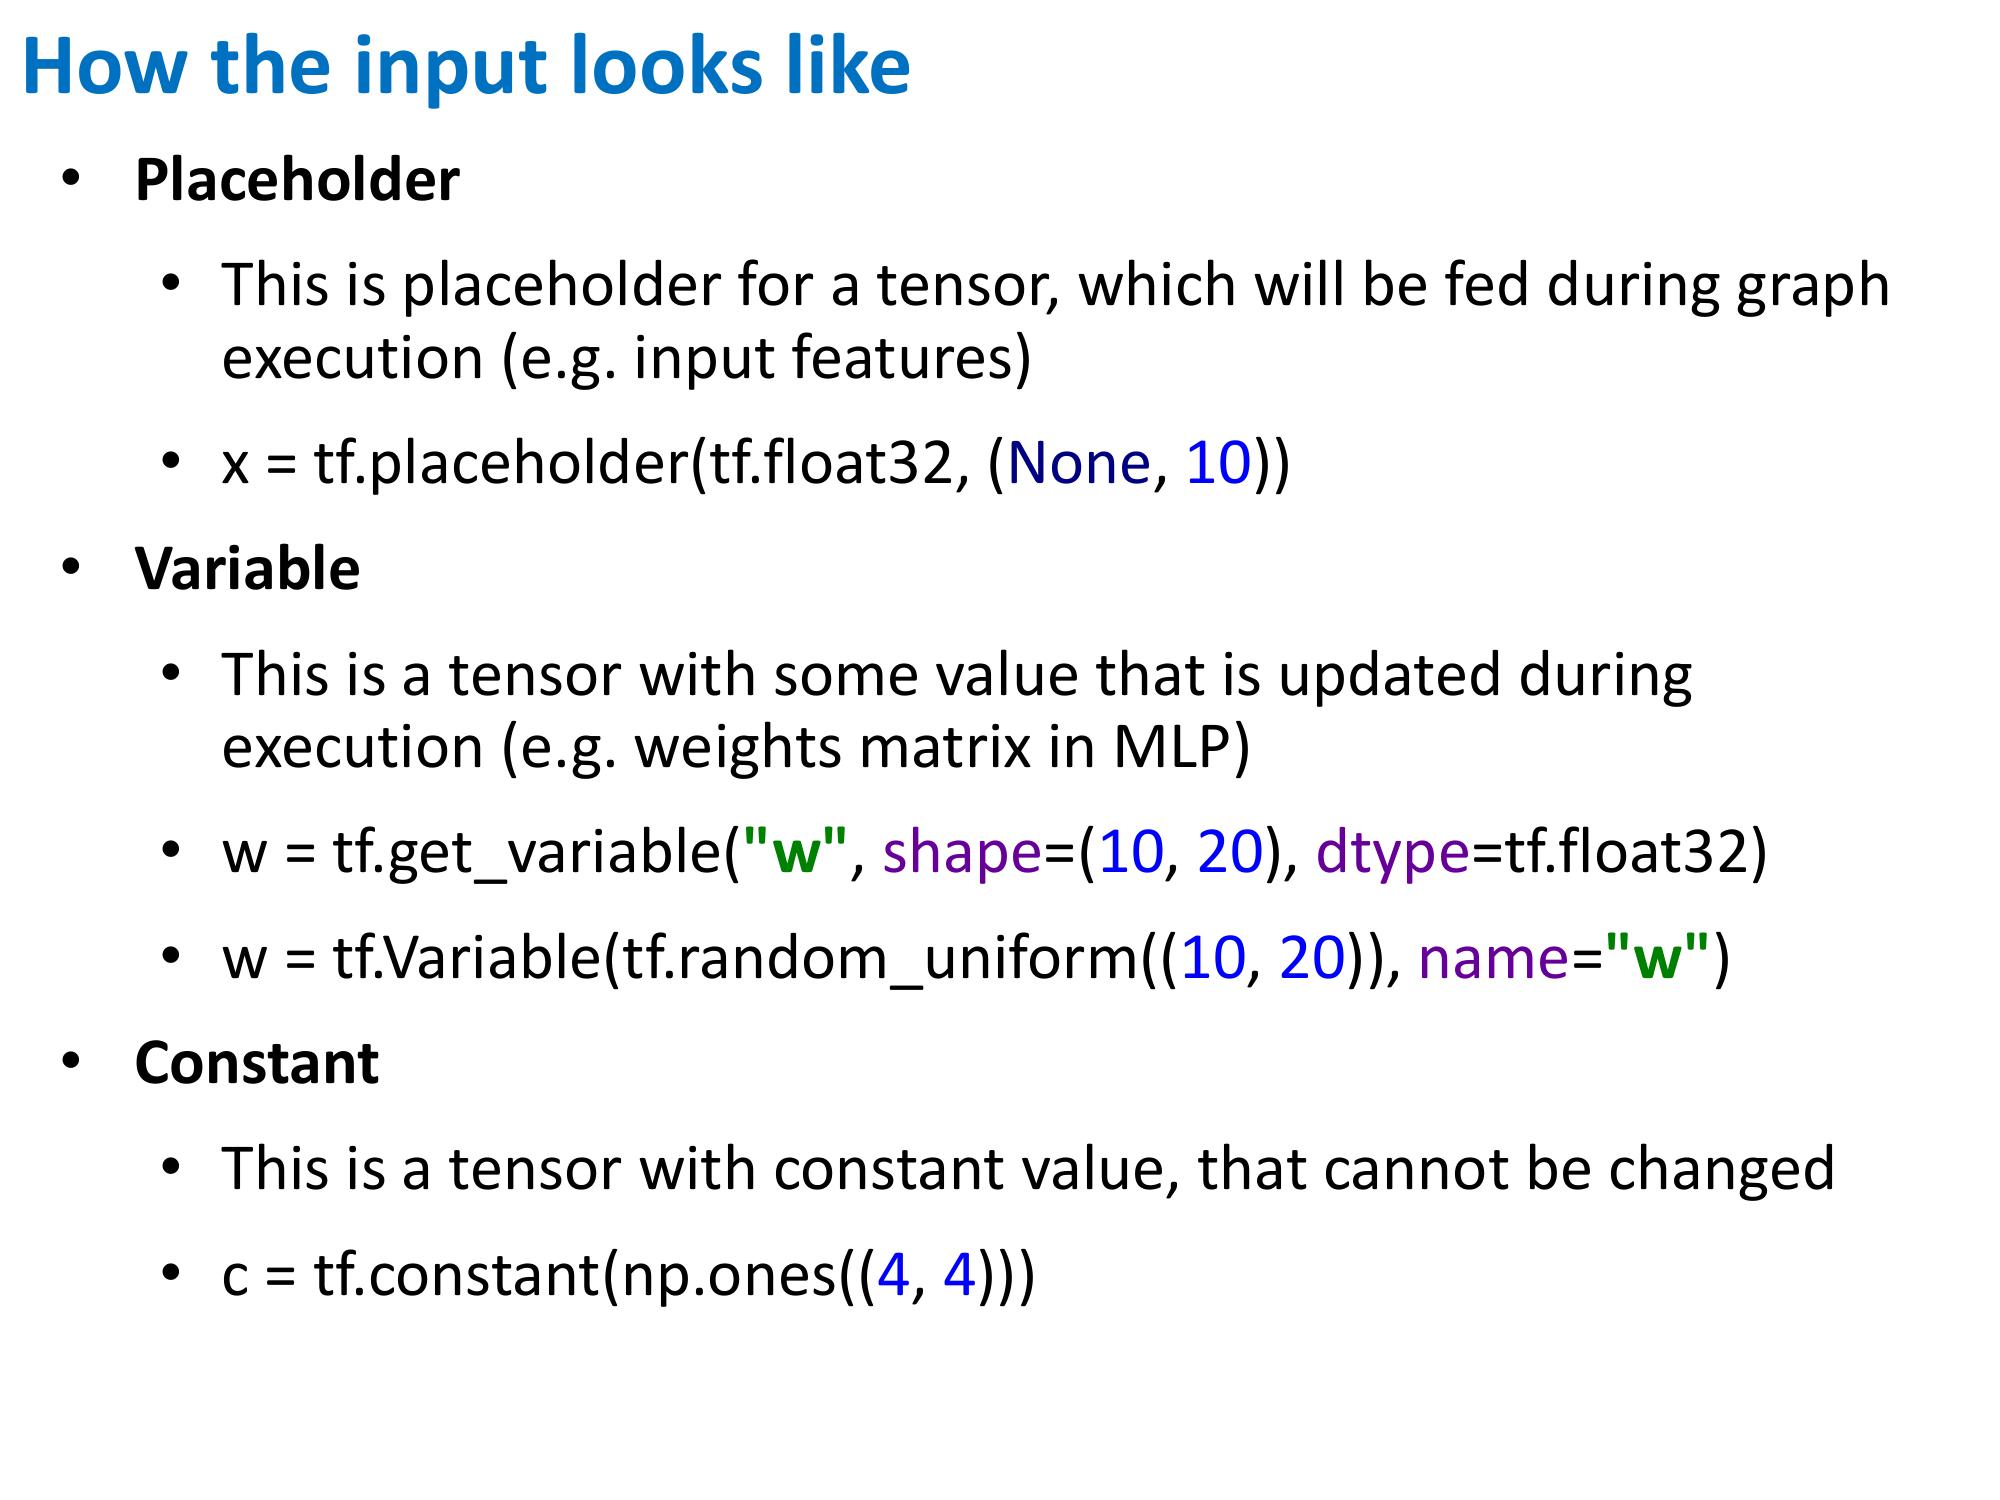 How the input looks like
• Placeholder
• This is placeholder for a tensor, which will be fed during graph
execution (e.g. input features)
• x = tf.placeholder(tf.float32, (None, 10))
• Variable
• This is a tensor with some value that is updated during
execution (e.g. weights matrix in MLP)
• w = tf.get_variable("w", shape=(10, 20), dtype=tf.float32)
• w = tf.Variable(tf.random_uniform((10, 20)), name="w")
• Constant
• This is a tensor with constant value, that cannot be changed
• c = tf.constant(np.ones((4, 4)))